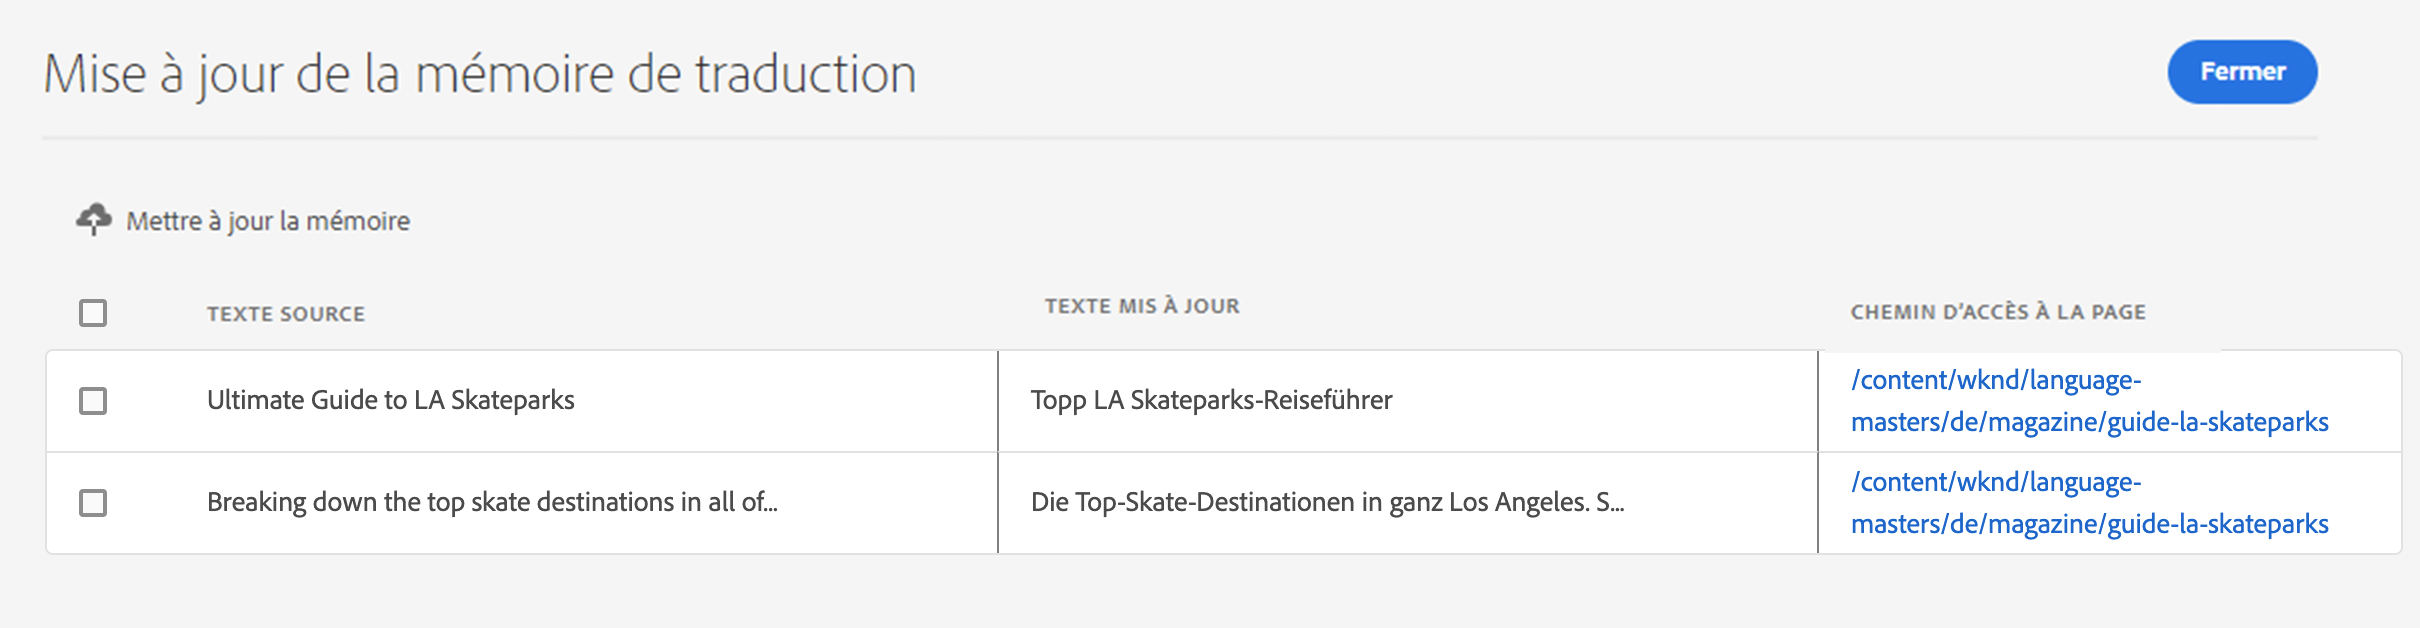 Mise à jour de la mémoire de traduction
Fermer
Mettre à jour la mémoire
TEXTE SOURCE
TEXTE MIS À JOUR
CHEMIN D'ACCÈS À LA PAGE
Ultimate Guide to LA Skateparks
Topp LA Skateparks-Reiseführer
/content/wknd/language-
masters/de/magazine/guide-la-skateparks
Breaking down the top skate destinations in all of...
Die Top-Skate-Destinationen in ganz Los Angeles. S...
/content/wknd/language-
masters/de/magazine/guide-la-skateparks